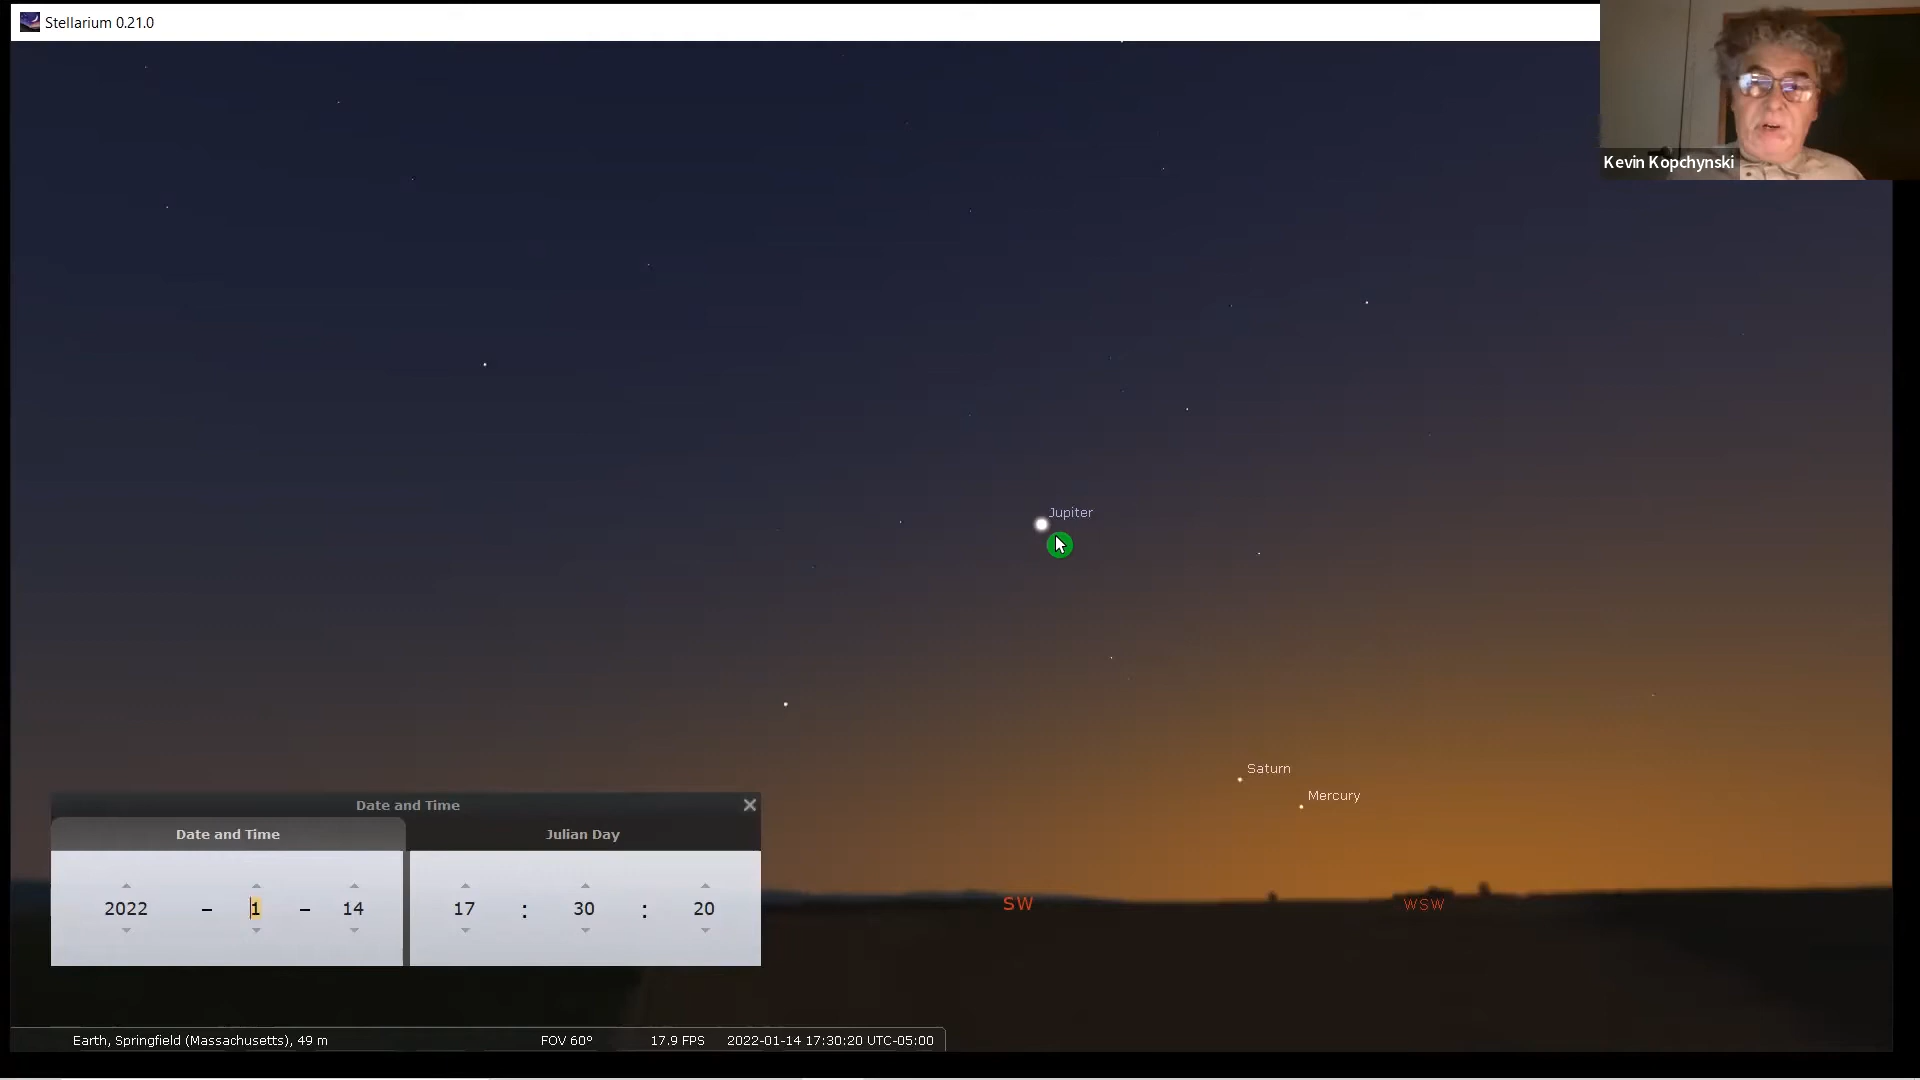 Stellarium 0.21.0
Kevin Kopchynski
Jupiter
Saturn
Mercury
Date and Time
Date and Time
Julian Day
2022 – 1 – 14
17 : 30 : 20
SW
WSW
Earth, Springfield (Massachusetts), 49 m
FOV 60°
17.9 FPS
2022-01-14 17:30:20 UTC-05:00